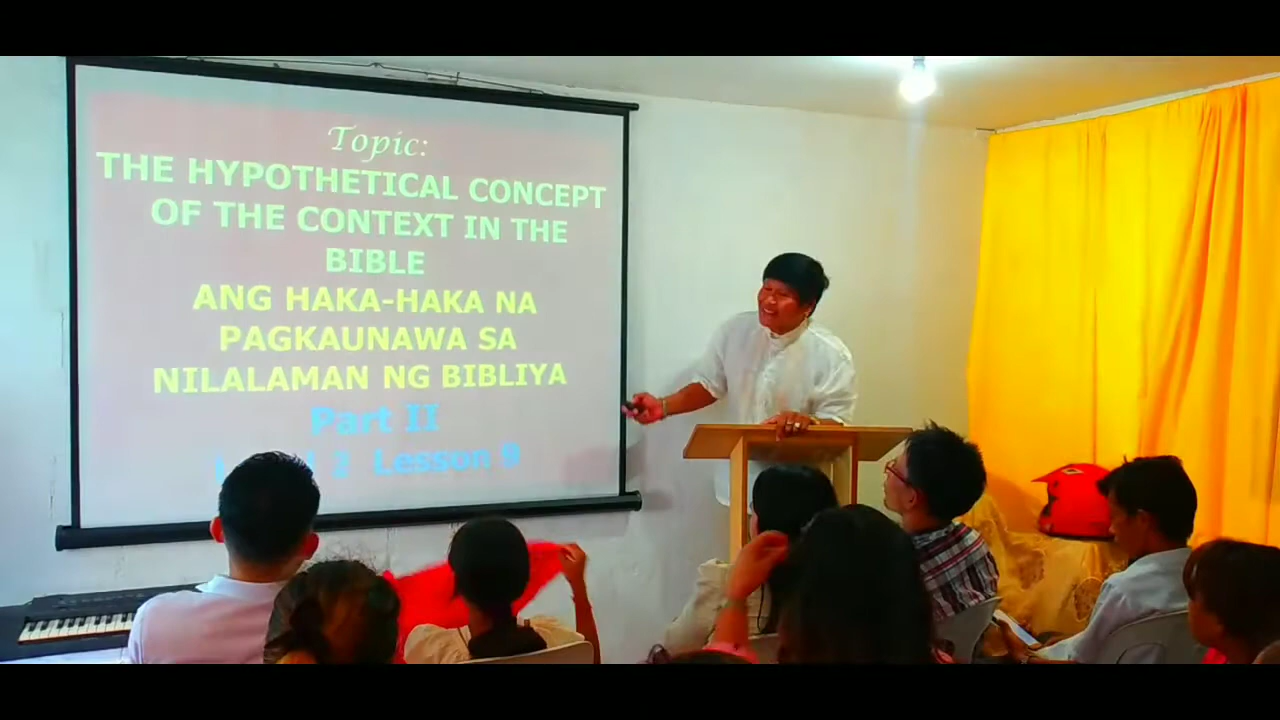 Topic:
THE HYPOTHETICAL CONCEPT
OF THE CONTEXT IN THE
BIBLE
ANG HAKA-HAKA NA
PAGKAUNAWA SA
NILALAMAN NG BIBLIYA
Part II
2 Lesson 9